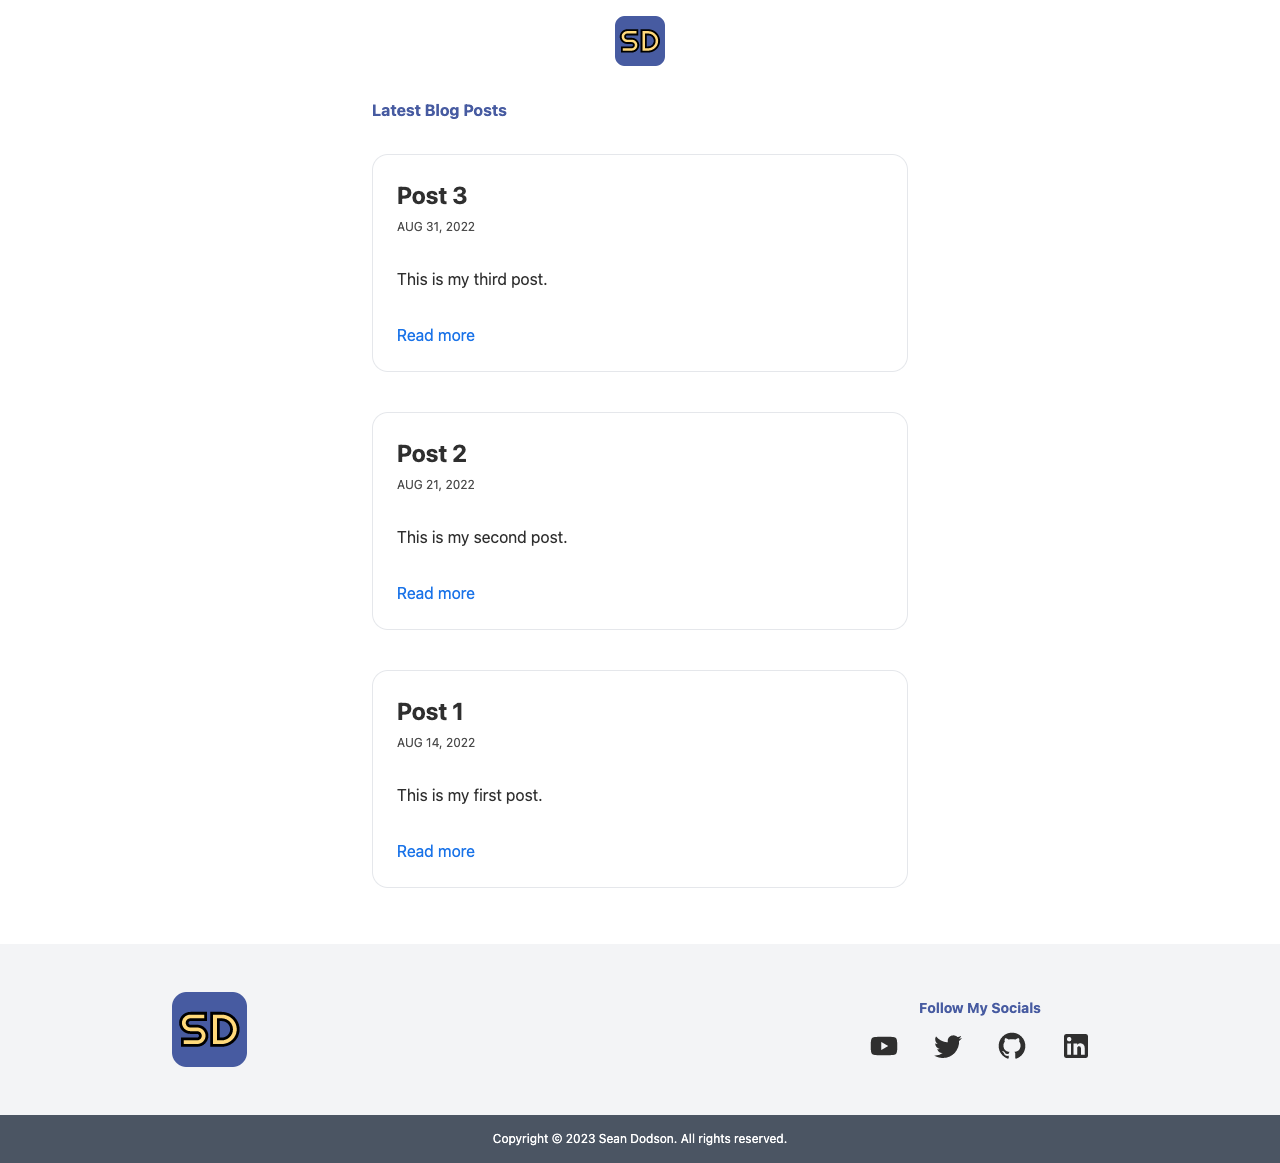 SD
Latest Blog Posts
Post 3
AUG 31, 2022
This is my third post.
Read more
Post 2
AUG 21, 2022
This is my second post.
Read more
Post 1
AUG 14, 2022
This is my first post.
Read more
SD
Follow My Socials
in
Copyright © 2023 Sean Dodson. All rights reserved.